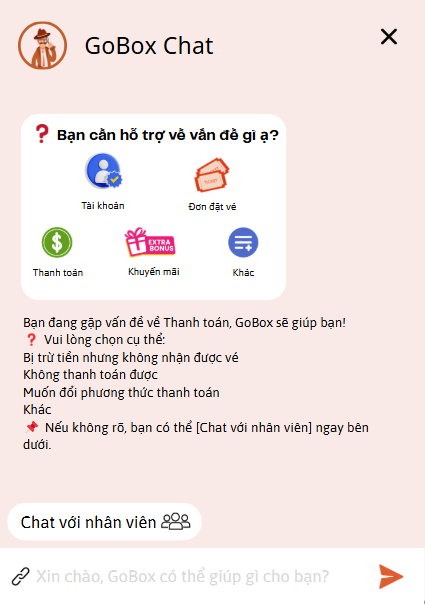 GoBox Chat
❓ Bạn cần hỗ trợ về vấn đề gì ạ?
Tài khoản
Đơn đặt vé
EXTRA
BONUS
Thanh toán
Khuyến mãi
Khác
Bạn đang gặp vấn đề về Thanh toán, GoBox sẽ giúp bạn!
❓ Vui lòng chọn cụ thể:
Bị trừ tiền nhưng không nhận được vé
Không thanh toán được
Muốn đổi phương thức thanh toán
Khác
📌 Nếu không rõ, bạn có thể [Chat với nhân viên] ngay bên
dưới.
Chat với nhân viên
Xin chào, GoBox có thể giúp gì cho bạn?